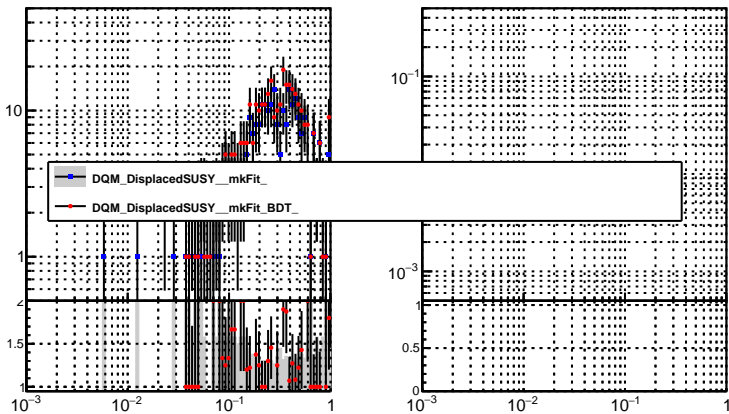 10
1
2
1.5
1
10⁻³ 10⁻² 10⁻¹ 1
DQM_DisplacedSUSY__mkFit_
DQM_DisplacedSUSY__mkFit_BDT_
10⁻¹
10⁻³
1
0.5
0
10⁻³ 10⁻² 10⁻¹ 1